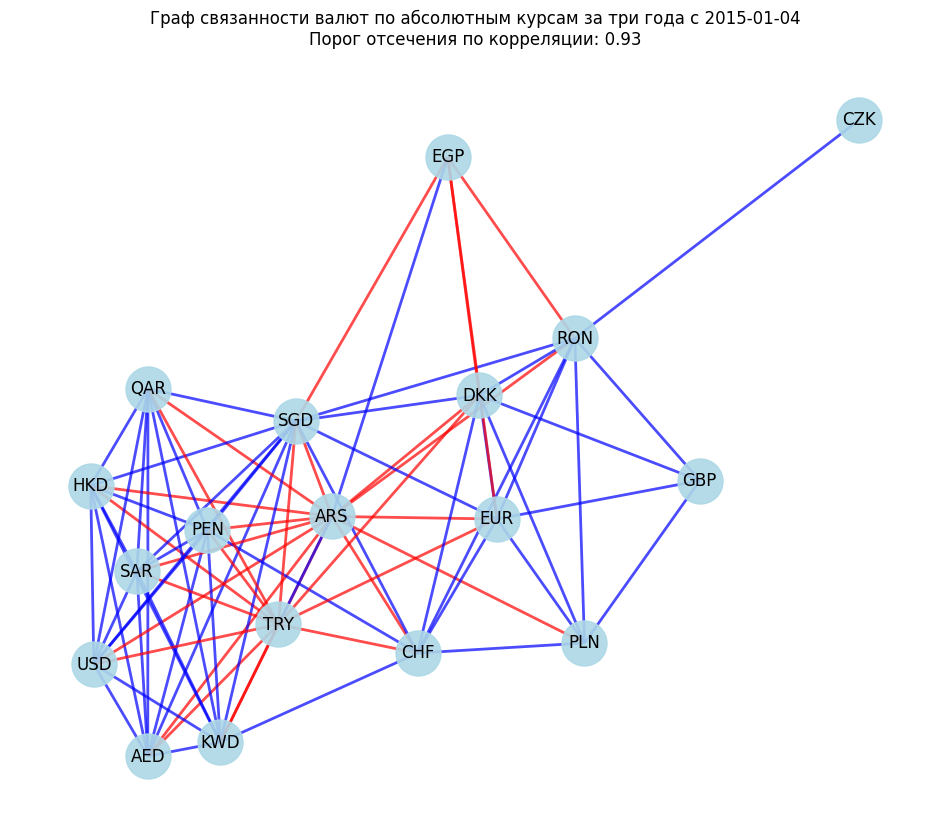 Граф связанности валют по абсолютным курсам за три года с 2015-01-04
Порог отсечения по корреляции: 0.93
CZK
EGP
RON
QAR
DKK
SGD
GBP
HKD
ARS
EUR
PEN
SAR
TRY
PLN
CHF
USD
KWD
AED